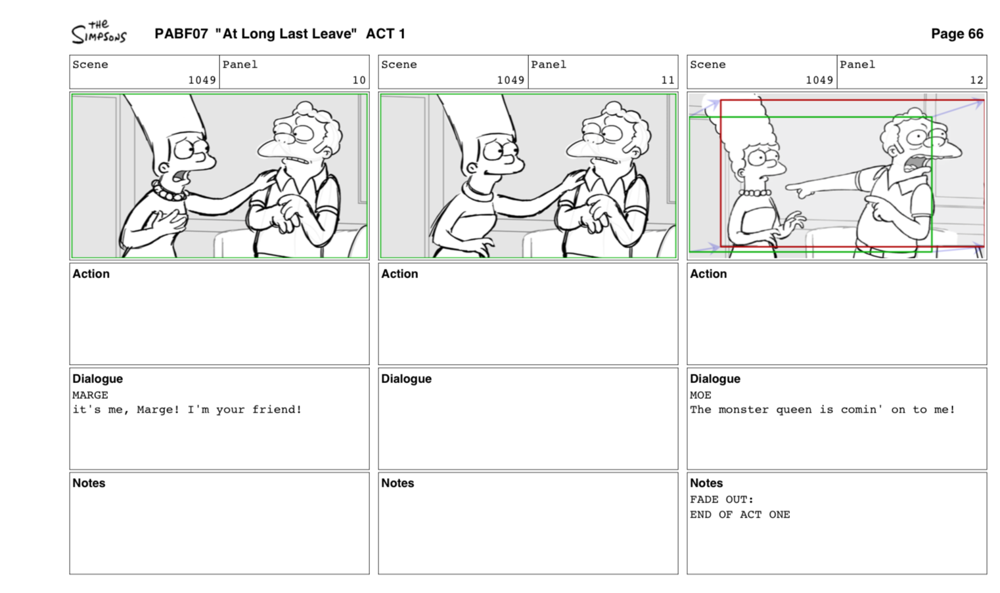 THE
SIMPSONS
PABF07 "At Long Last Leave" ACT 1
Page 66
Scene
1049
Panel
10
Scene
1049
Panel
11
Scene
1049
Panel
12
Action
Action
Action
Dialogue
MARGE
it's me, Marge! I'm your friend!
Dialogue
Dialogue
MOE
The monster queen is comin' on to me!
Notes
Notes
Notes
FADE OUT:
END OF ACT ONE